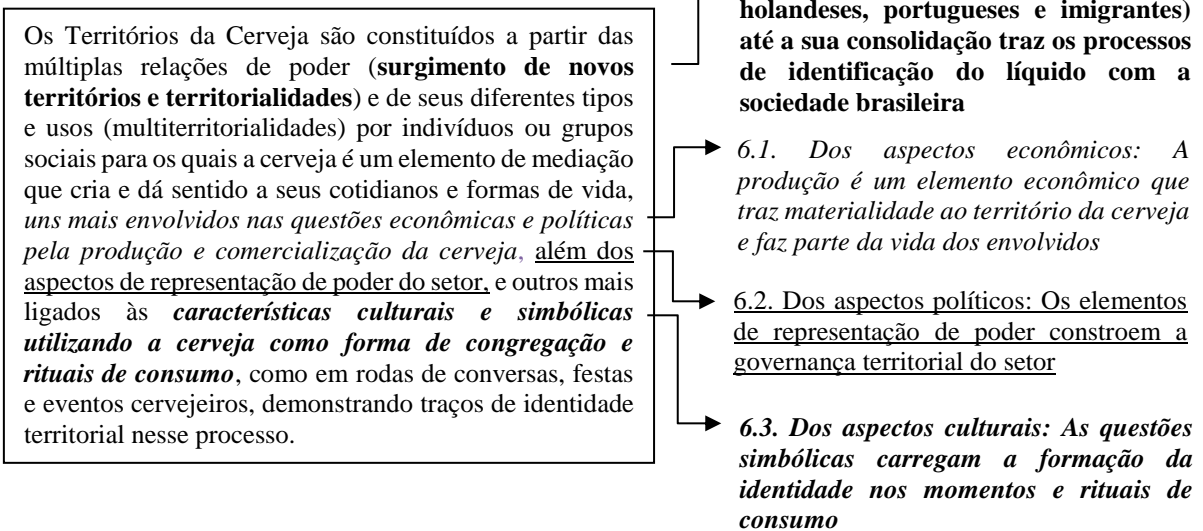 Os Territórios da Cerveja são constituídos a partir das
múltiplas relações de poder (surgimento de novos
territórios e territorialidades) e de seus diferentes tipos
e usos (multiterritorialidades) por indivíduos ou grupos
sociais para os quais a cerveja é um elemento de mediação
que cria e dá sentido a seus cotidianos e formas de vida,
uns mais envolvidos nas questões econômicas e políticas
pela produção e comercialização da cerveja, além dos
aspectos de representação de poder do setor, e outros mais
ligados às características culturais e simbólicas
utilizando a cerveja como forma de congregação e
rituais de consumo, como em rodas de conversas, festas
e eventos cervejeiros, demonstrando traços de identidade
territorial nesse processo.
holandeses, portugueses e imigrantes)
até a sua consolidação traz os processos
de identificação do líquido com a
sociedade brasileira
6.1. Dos aspectos econômicos: A
produção é um elemento econômico que
traz materialidade ao território da cerveja
e faz parte da vida dos envolvidos
6.2. Dos aspectos políticos: Os elementos
de representação de poder constroem a
governança territorial do setor
6.3. Dos aspectos culturais: As questões
simbólicas carregam a formação da
identidade nos momentos e rituais de
consumo